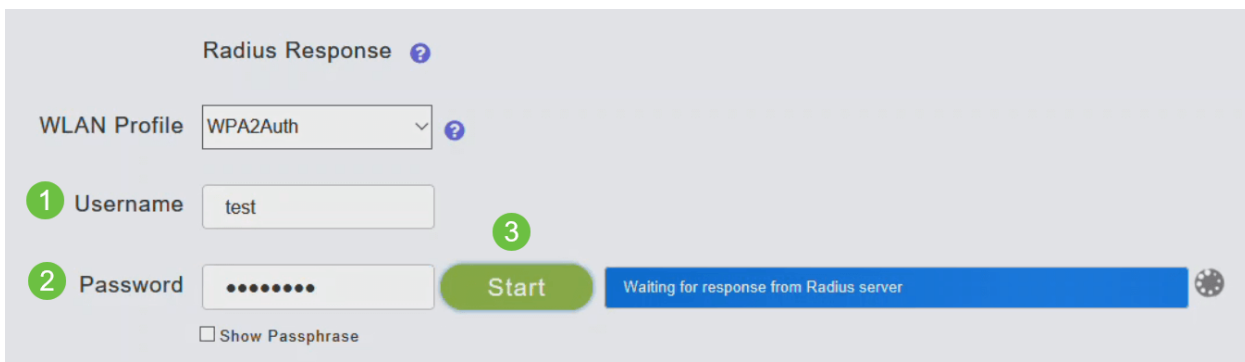 Radius Response ?
WLAN Profile WPA2Auth ?
1 Username test
3
2 Password •••••••• Start Waiting for response from Radius server
Show Passphrase